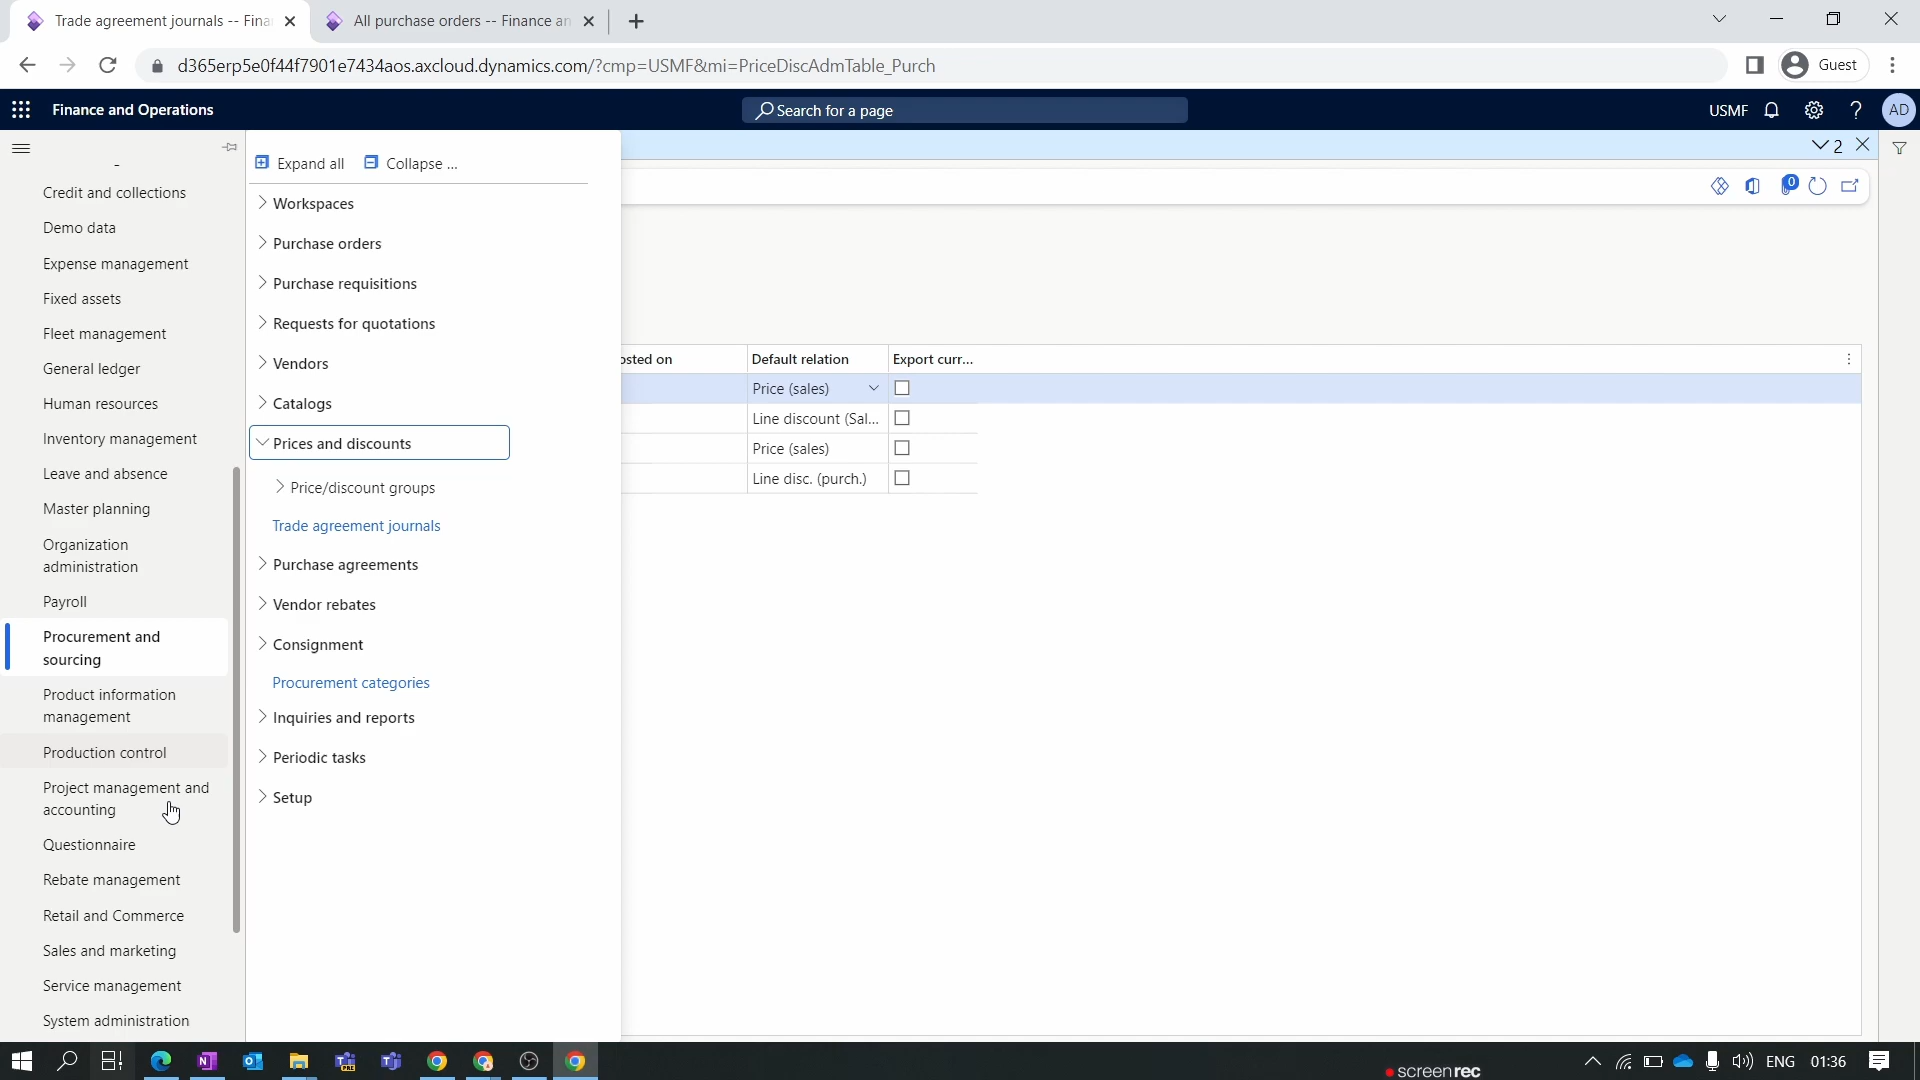 Trade agreement journals -- Fina
All purchase orders -- Finance an
d365erp5e0f44f7901e7434aos.axcloud.dynamics.com/?cmp=USMF&mi=PriceDiscAdmTable_Purch
Guest
Finance and Operations
Search for a page
USMF
AD
Expand all
Collapse ...
2
0
Credit and collections
Demo data
Expense management
Fixed assets
Fleet management
General ledger
Human resources
Inventory management
Leave and absence
Master planning
Organization
administration
Payroll
Procurement and
sourcing
Product information
management
Production control
Project management and
accounting
Questionnaire
Rebate management
Retail and Commerce
Sales and marketing
Service management
System administration
Workspaces
Purchase orders
Purchase requisitions
Requests for quotations
Vendors
Catalogs
Prices and discounts
Price/discount groups
Trade agreement journals
Purchase agreements
Vendor rebates
Consignment
Procurement categories
Inquiries and reports
Periodic tasks
Setup
osted on
Default relation
Export curr...
Price (sales)
Line discount (Sal...
Price (sales)
Line disc. (purch.)
screenrec
ENG
01:36